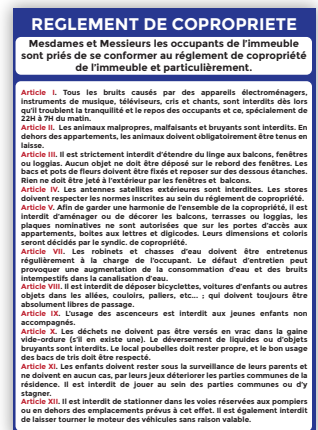 REGLEMENT DE COPROPRIETE
Mesdames et Messieurs les occupants de l'immeuble
sont priés de se conformer au réglement de copropriété
de l'immeuble et particulièrement.
Article I. Tous les bruits causés par des appareils électroménagers,
instruments de musique, téléviseurs, cris et chants, sont interdits dès lors
qu'il troublent la tranquilité et le repos des occupants et ce, spécialement de
22H à 7H du matin.
Article II. Les animaux malpropres, malfaisants et bruyants sont interdits. En
dehors des appartements, les animaux doivent obligatoirement être tenus en
laisse.
Article III. Il est strictement interdit d'étendre du linge aux balcons, fenêtres
ou loggias. Aucun objet ne doit être déposé sur le rebord des fenêtres. Les
bacs et pots de fleurs doivent être fixés et reposer sur des dessous étanches.
Rien ne doit être jeté à l'extérieur par les fenêtres et balcons.
Article IV. Les antennes satellites extérieures sont interdites. Les stores
doivent respecter les normes inscrites au sein du réglement de copropriété.
Article V. Afin de garder une harmonie de l'ensemble de la copropriété, il est
interdit d'aménager ou de décorer les balcons, terrasses ou loggias, les
plaques nominatives ne sont autorisées que sur les portes d'accès aux
appartements, boites aux lettres et digicodes. Leurs dimensions et coloris
seront décidés par le syndic. de copropriété.
Article VII. Les robinets et chasses d'eau doivent être entretenus
régulièrement à la charge de l'occupant. Le défaut d'entretien peut
provoquer une augmentation de la consommation d'eau et des bruits
intempestifs dans la canalisation d'eau.
Article VIII. Il est interdit de déposer bicyclettes, voitures d'enfants ou autres
objets dans les allées, couloirs, paliers, etc... ; qui doivent toujours être
absolument libres de passage.
Article IX. L'usage des ascenceurs est interdit aux jeunes enfants non
accompagnés.
Article X. Les déchets ne doivent pas être versés en vrac dans la gaine
vide-ordure (s'il en existe une). Le déversement de liquides ou d'objets
bruyants sont interdits. Le local poubelles doit rester propre, et le bon usage
des bacs de tris doit être respecté.
Article XI. Les enfants doivent rester sous la surveillance de leurs parents et
ne doivent en aucun cas, par leurs jeux déteriorer les parties communes de la
résidence. Il est interdit de jouer au sein des parties communes ou d'y
stagner.
Article XII. Il est interdit de stationner dans les voies réservées aux pompiers
ou en dehors des emplacements prévus à cet effet. Il est également interdit
de laisser tourner le moteur des véhicules sans raison valable.